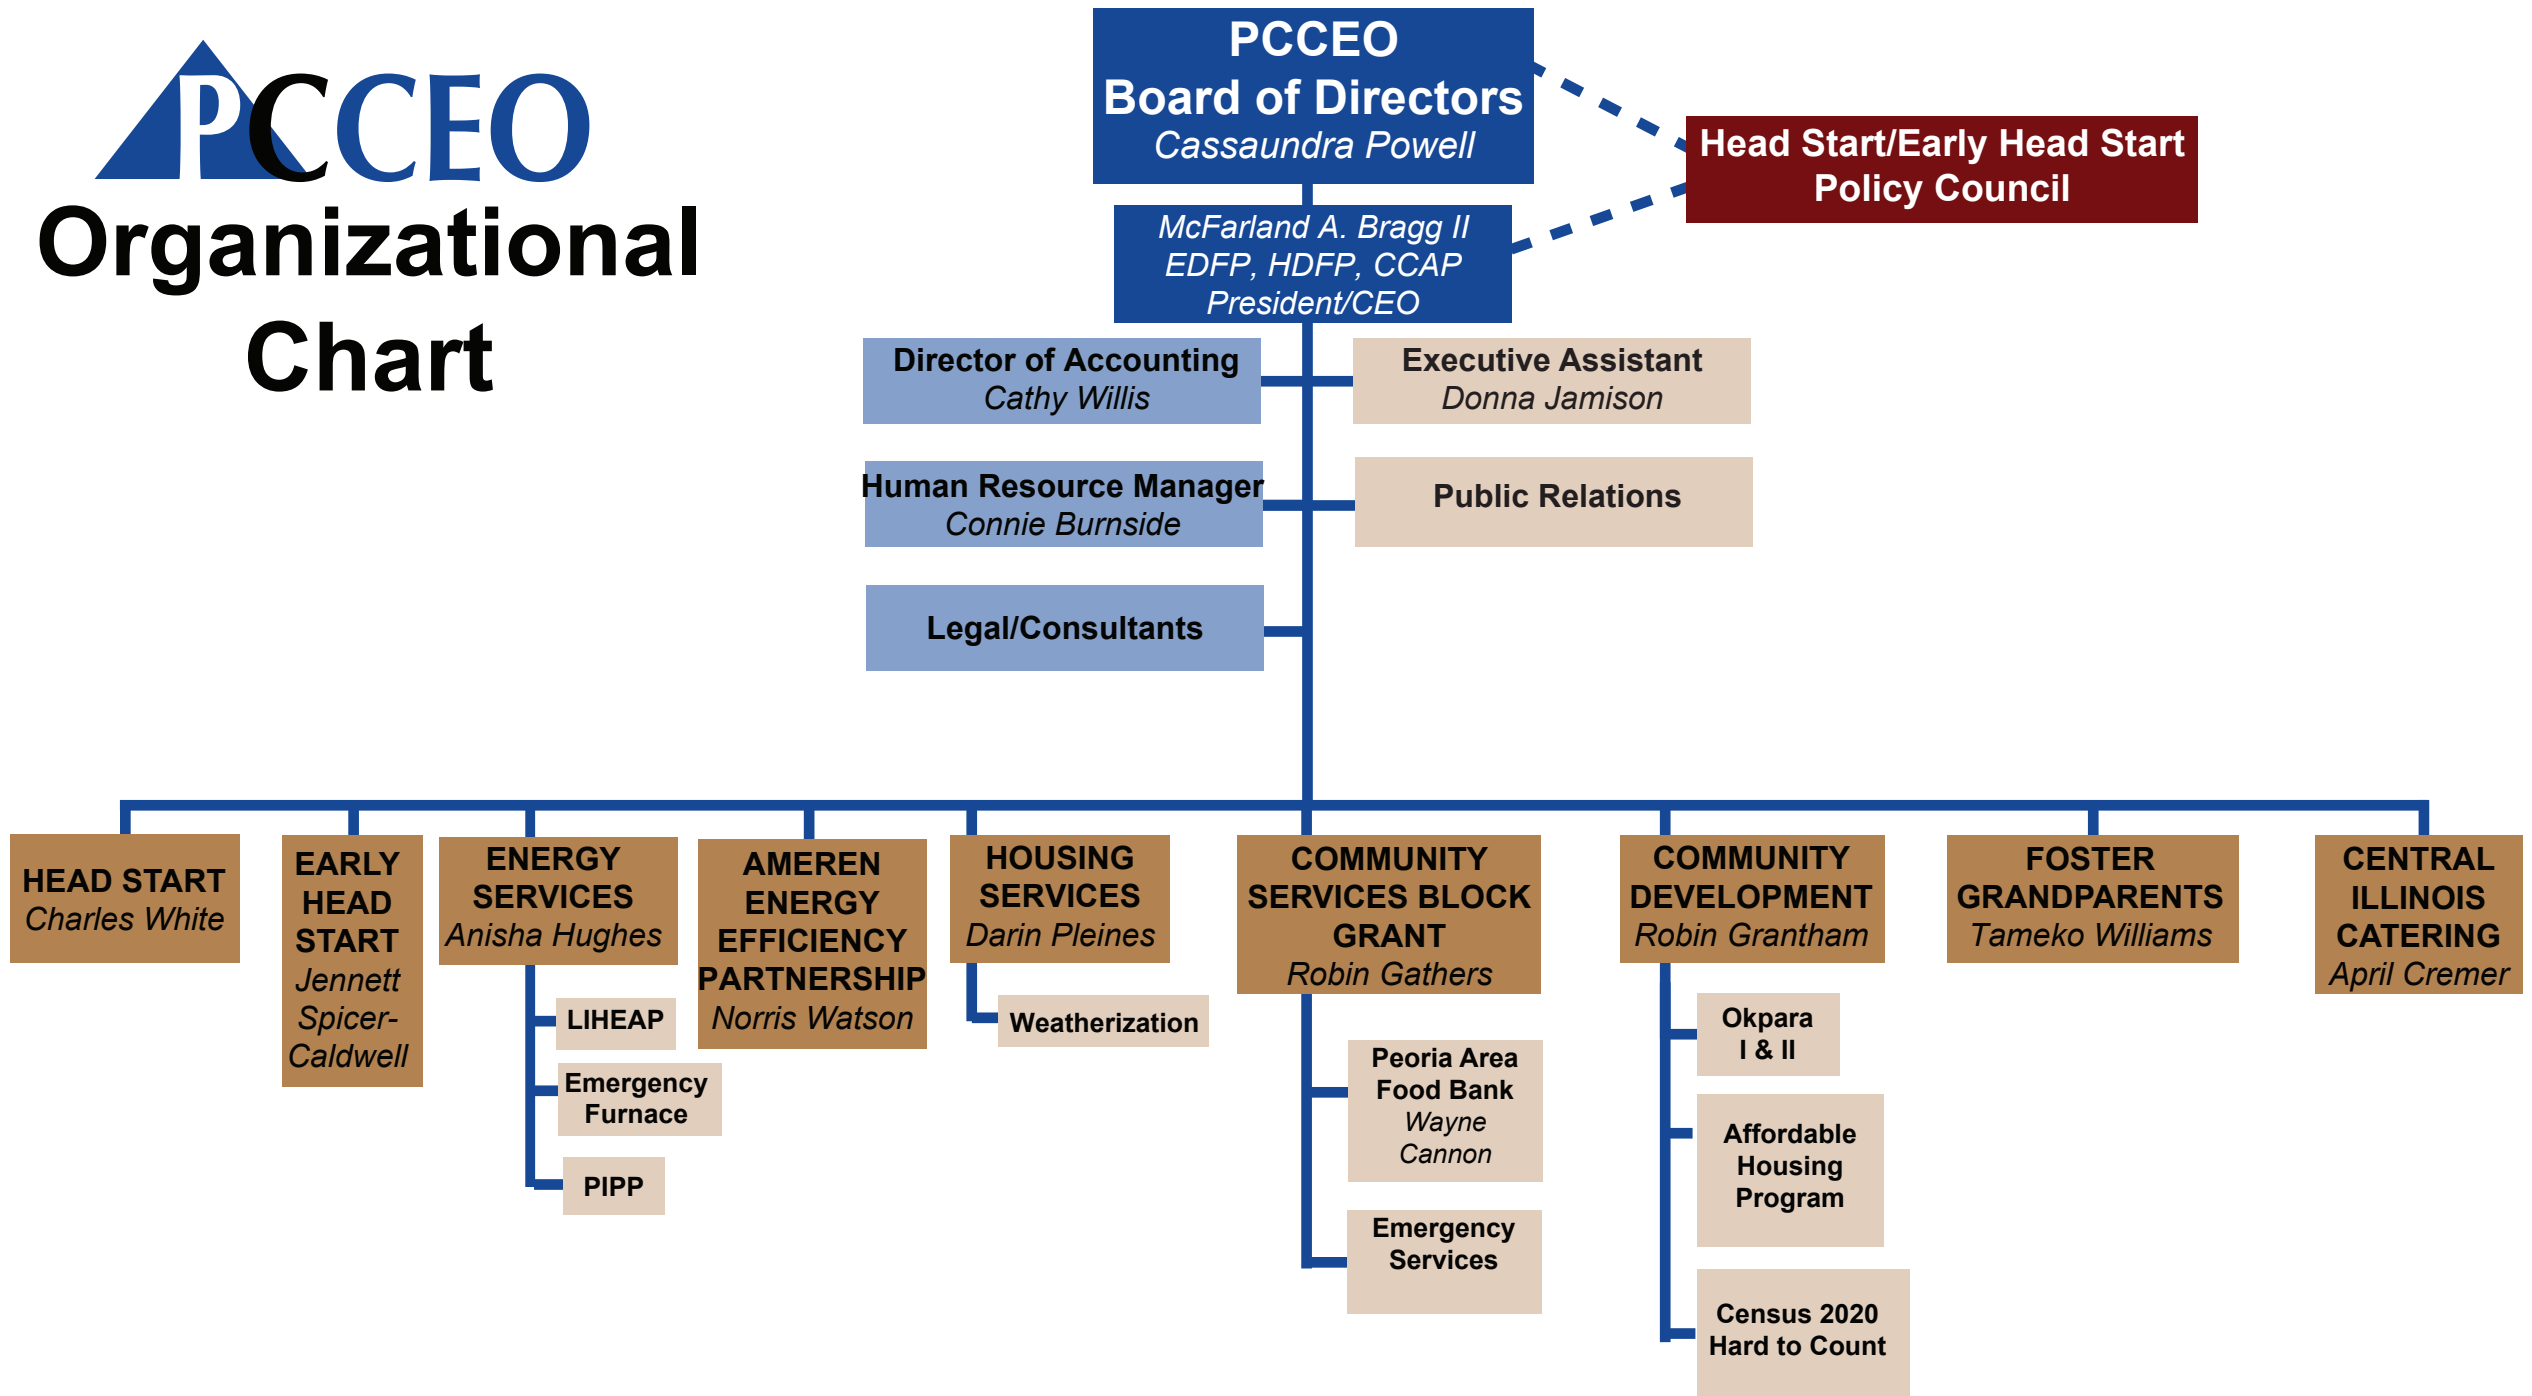 PCCEO
Organizational
Chart
PCCEO
Board of Directors
Cassaundra Powell
Head Start/Early Head Start
Policy Council
McFarland A. Bragg II
EDFP, HDFP, CCAP
President/CEO
Director of Accounting
Cathy Willis
Executive Assistant
Donna Jamison
Human Resource Manager
Connie Burnside
Public Relations
Legal/Consultants
HEAD START
Charles White
EARLY
HEAD
START
Jennett
Spicer-
Caldwell
ENERGY
SERVICES
Anisha Hughes
LIHEAP
Emergency
Furnace
PIPP
AMEREN
ENERGY
EFFICIENCY
PARTNERSHIP
Norris Watson
HOUSING
SERVICES
Darin Pleines
Weatherization
COMMUNITY
SERVICES BLOCK
GRANT
Robin Gathers
Peoria Area
Food Bank
Wayne
Cannon
Emergency
Services
COMMUNITY
DEVELOPMENT
Robin Grantham
Okpara
I & II
Affordable
Housing
Program
Census 2020
Hard to Count
FOSTER
GRANDPARENTS
Tameko Williams
CENTRAL
ILLINOIS
CATERING
April Cremer